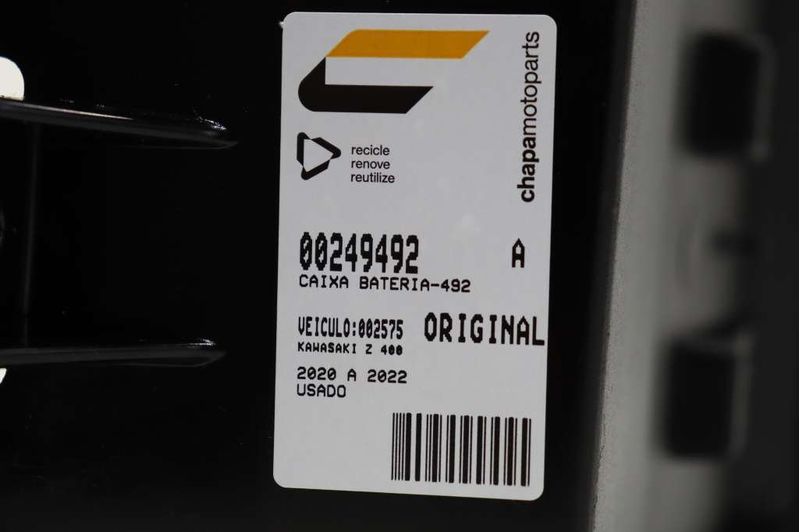 chapamotoparts
recicle
renove
reutilize
00249492 A
CAIXA BATERIA-492
VEICULO:002575 ORIGINAL
KAWASAKI Z 400
2020 A 2022
USADO